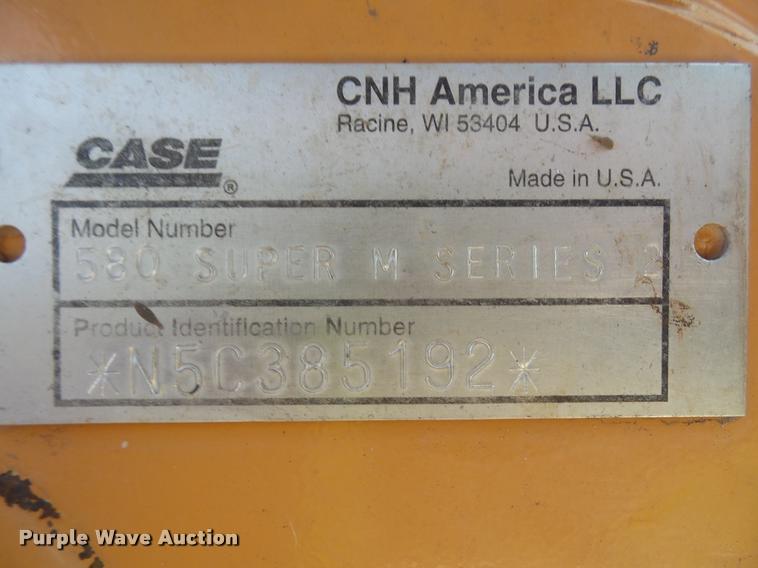 CNH America LLC
Racine, WI 53404 U.S.A.
CASE®
Made in U.S.A.
Model Number
580 SUPER M SERIES 2
Product Identification Number
*N5C385192*
Purple Wave Auction